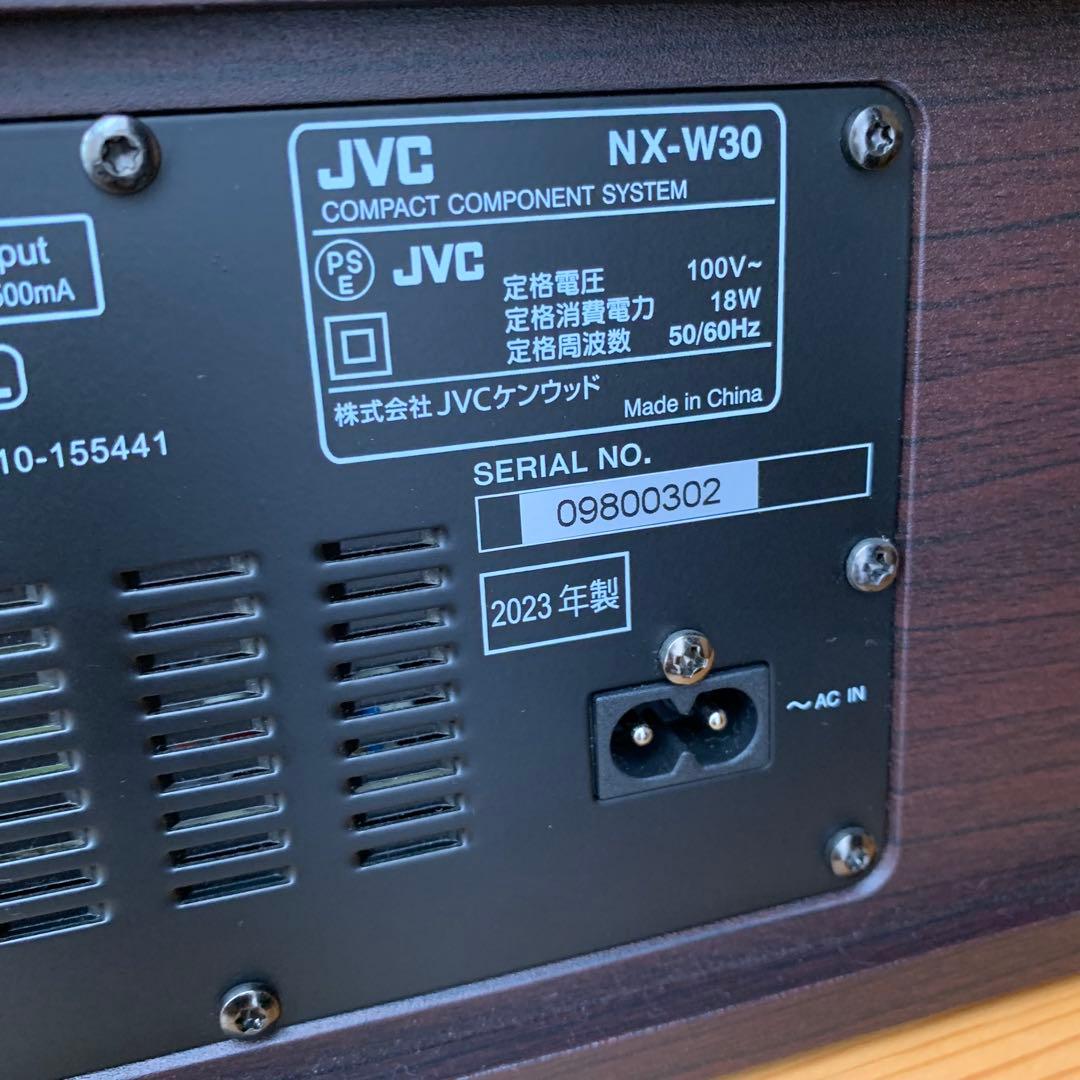 JVC NX-W30
COMPACT COMPONENT SYSTEM
PS
E
JVC
定格電圧 100V~
定格消費電力 18W
定格周波数 50/60Hz
株式会社JVCケンウッド Made in China
put
500mA
10-155441
SERIAL NO.
09800302
2023年製
~AC IN